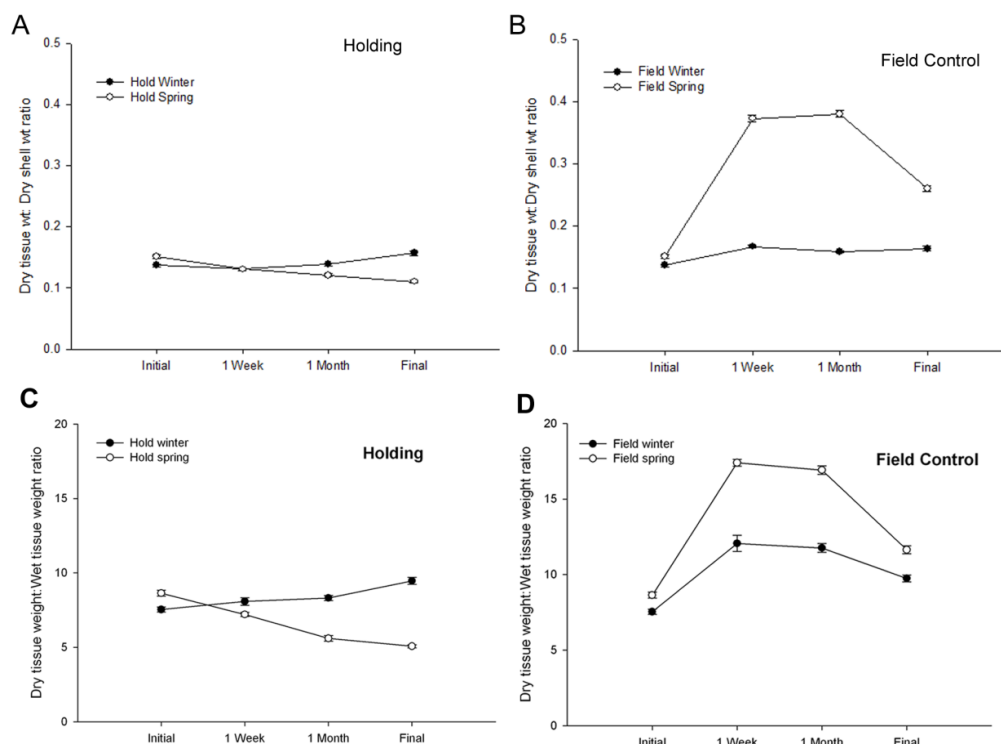 A
Holding
0.5
0.4
0.3
0.2
0.1
0.0
Dry tissue wt: Dry shell wt ratio
Hold Winter
Hold Spring
Initial
1 Week
1 Month
Final
B
Field Control
0.5
0.4
0.3
0.2
0.1
0.0
Dry tissue wt:Dry shell wt ratio
Field Winter
Field Spring
Initial
1 Week
1 Month
Final
C
Holding
20
15
10
5
0
Dry tissue weight:Wet tissue weight ratio
Hold winter
Hold spring
Initial
1 Week
1 Month
Final
D
Field Control
20
15
10
5
0
Dry tissue weight:Wet tissue weight ratio
Field winter
Field spring
Initial
1 Week
1 Month
Final